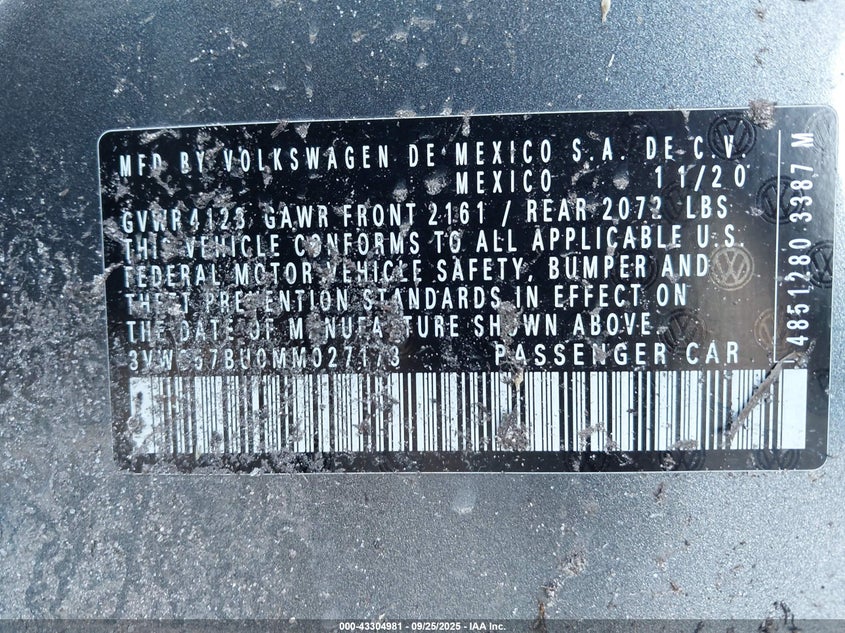 MFD BY VOLKSWAGEN DE MEXICO S.A. DE C.V.
MEXICO 11/20
GVWR4123 GAWR FRONT 2161 / REAR 2072 LBS
THIS VEHICLE CONFORMS TO ALL APPLICABLE U.S.
FEDERAL MOTOR VEHICLE SAFETY, BUMPER AND
THEFT PREVENTION STANDARDS IN EFFECT ON
THE DATE OF MANUFACTURE SHOWN ABOVE.
3VWC57BU0MM027173 PASSENGER CAR
4851280 3387 M
000-43304981 - 09/25/2025 - IAA Inc.